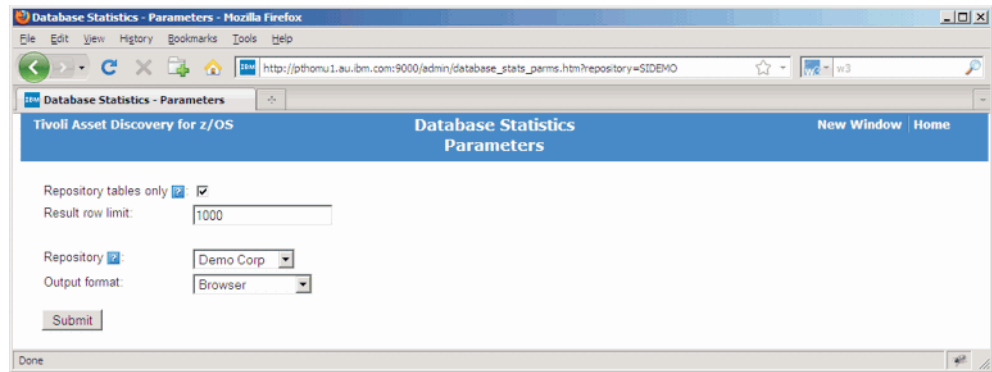 Database Statistics - Parameters - Mozilla Firefox
File Edit View History Bookmarks Tools Help
IBM http://pthomu1.au.ibm.com:9000/admin/database_stats_parms.htm?repository=SIDEMO w3
IBM Database Statistics - Parameters
Tivoli Asset Discovery for z/OS Database Statistics New Window Home
Parameters
Repository tables only ?:
Result row limit: 1000
Repository ?: Demo Corp
Output format: Browser
Submit
Done